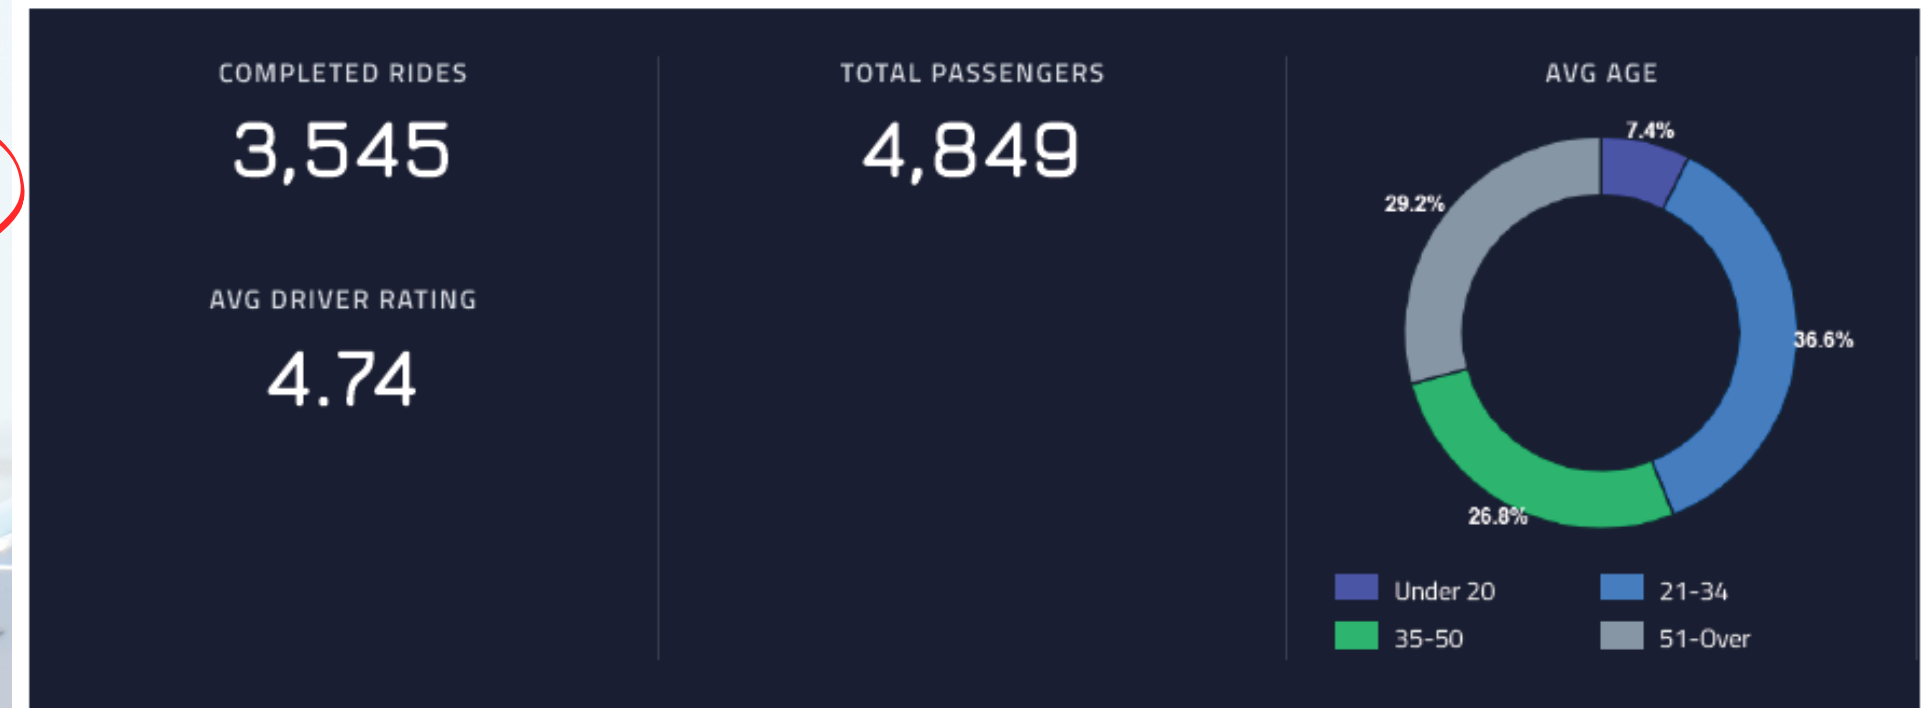 COMPLETED RIDES
3,545
AVG DRIVER RATING
4.74
TOTAL PASSENGERS
4,849
AVG AGE
7.4%
29.2%
36.6%
26.8%
Under 20
21-34
35-50
51-Over